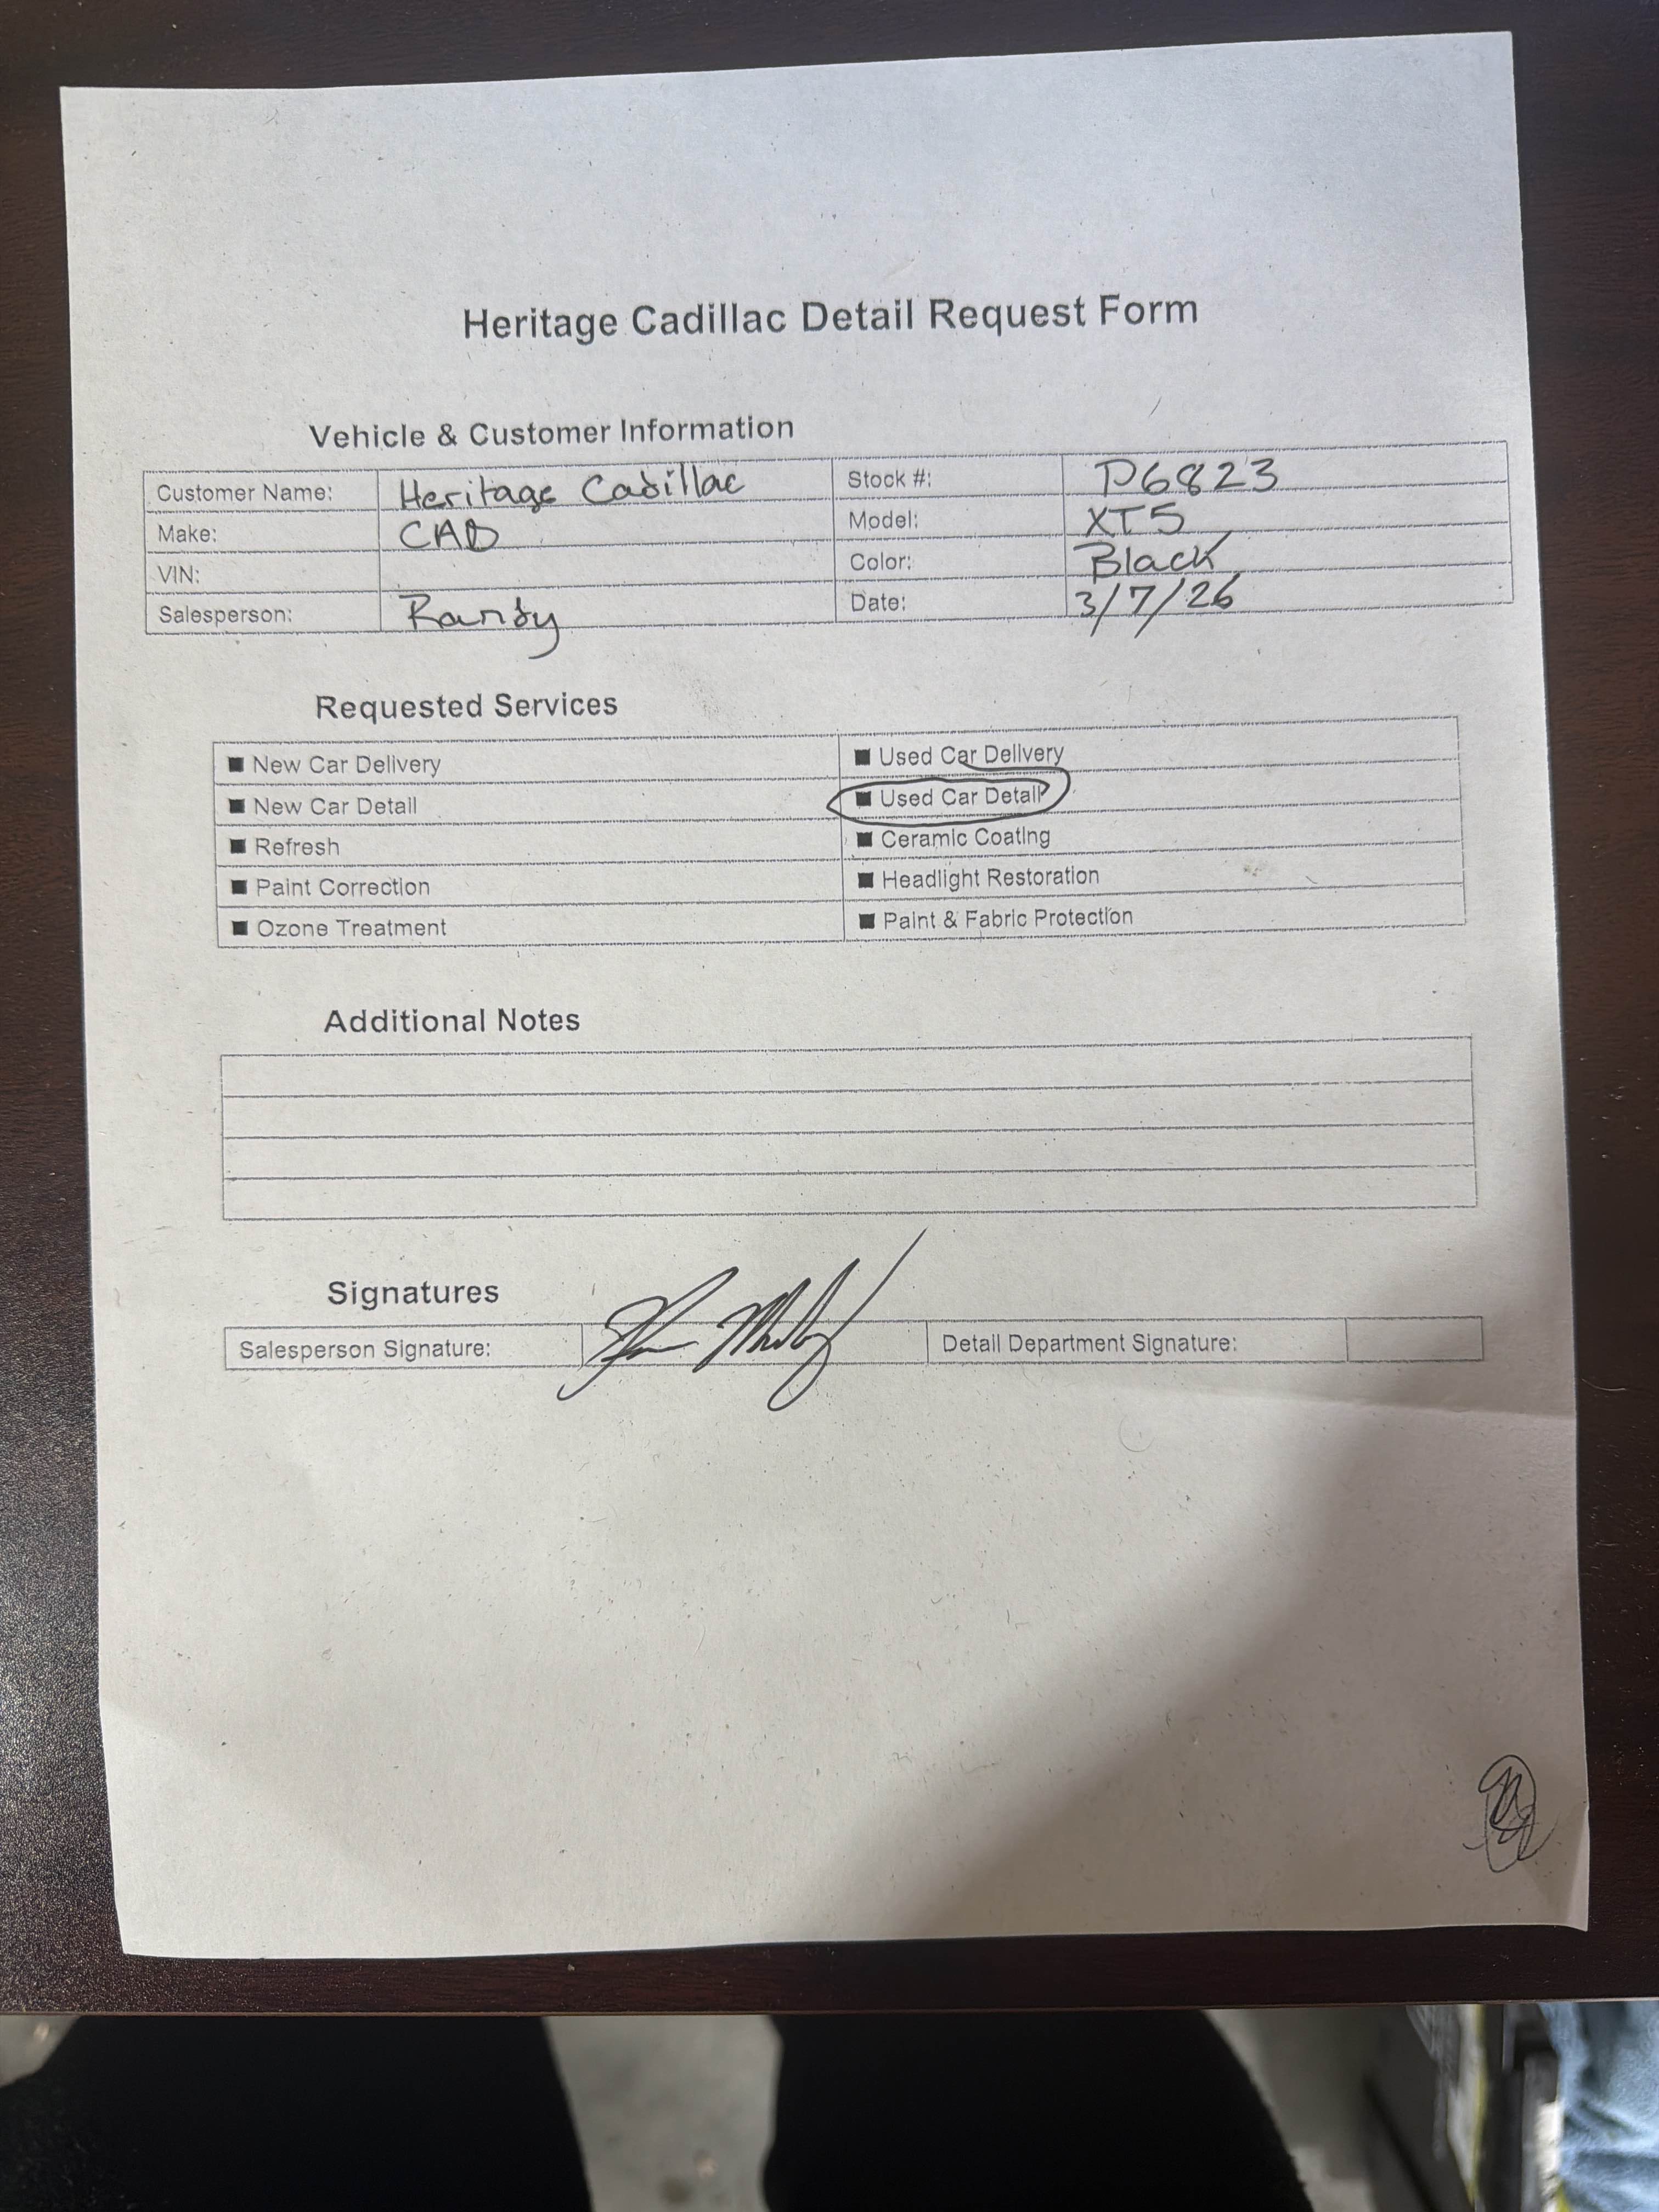 Heritage Cadillac Detail Request Form
Vehicle & Customer Information
Customer Name: Heritage Cadillac Stock #: P6823
Make: CAD Model: XT5
VIN: Color: Black
Salesperson: Randy Date: 3/7/26
Requested Services
■ New Car Delivery ■ Used Car Delivery
■ New Car Detail ■ Used Car Detail
■ Refresh ■ Ceramic Coating
■ Paint Correction ■ Headlight Restoration
■ Ozone Treatment ■ Paint & Fabric Protection
Additional Notes
Signatures
Salesperson Signature: Detail Department Signature: